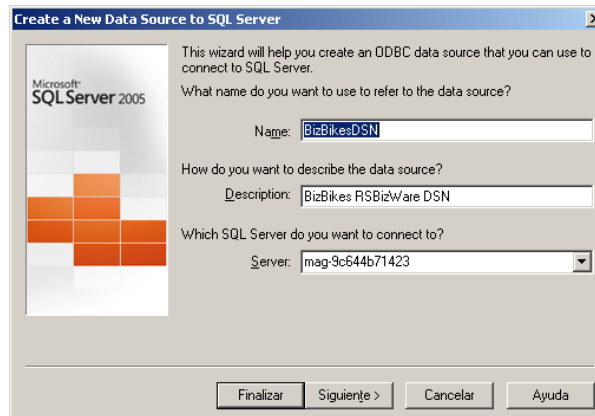 Create a New Data Source to SQL Server
This wizard will help you create an ODBC data source that you can use to
connect to SQL Server.
What name do you want to use to refer to the data source?
Name: BizBikesDSN
How do you want to describe the data source?
Description: BizBikes RSBizWare DSN
Which SQL Server do you want to connect to?
Server: mag-9c644b71423
Microsoft
SQL Server 2005
Finalizar Siguiente > Cancelar Ayuda